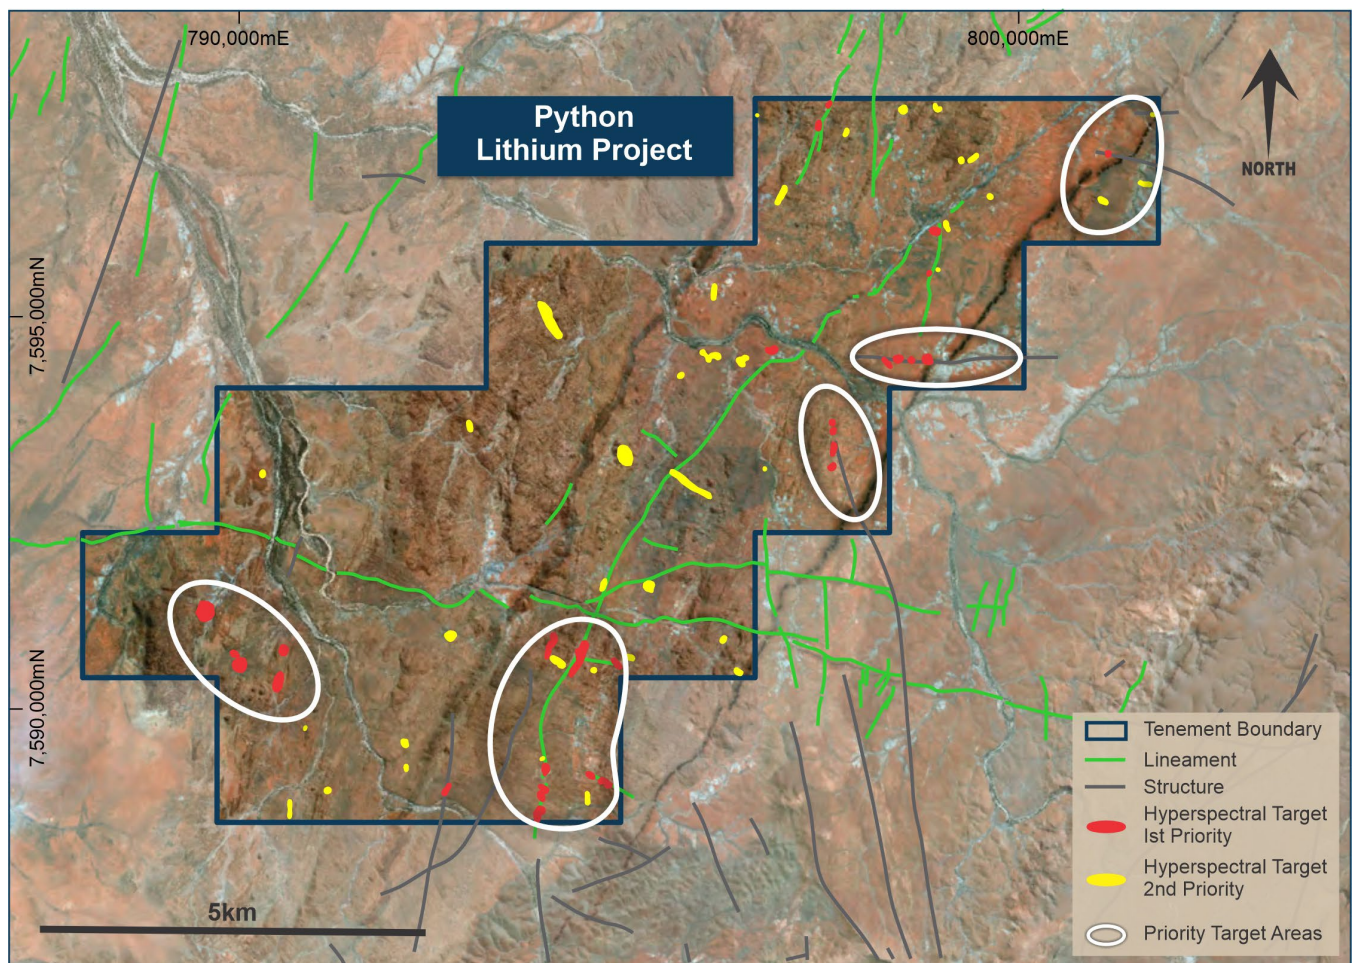 790,000mE
800,000mE
Python
Lithium Project
NORTH
7,595,000mN
7,590,000mN
Tenement Boundary
Lineament
Structure
Hyperspectral Target
Ist Priority
Hyperspectral Target
2nd Priority
Priority Target Areas
5km